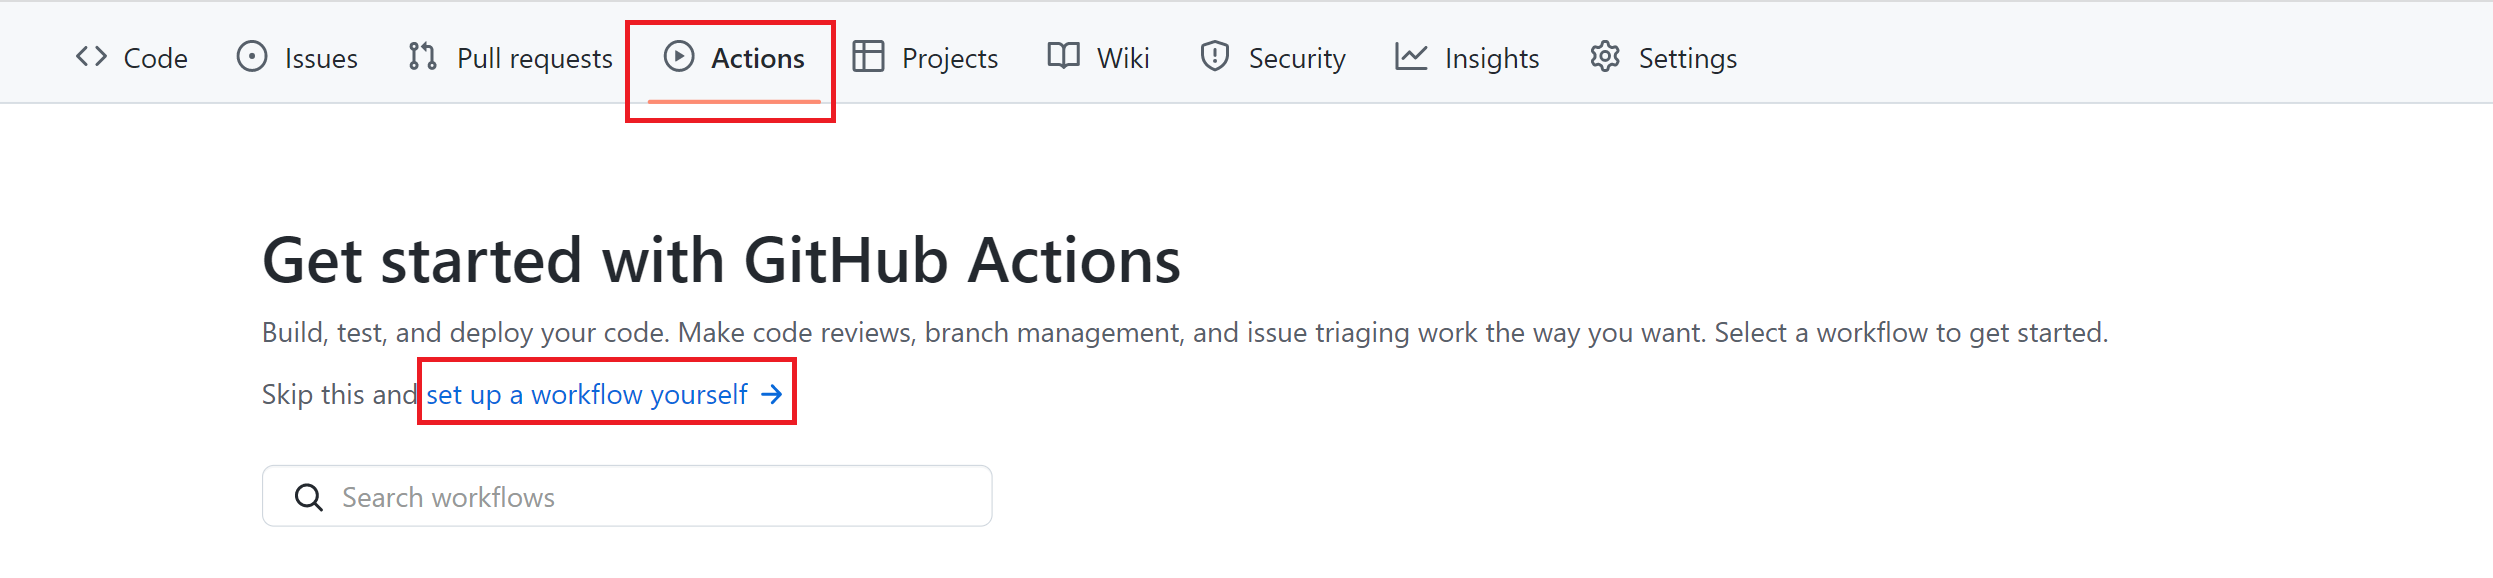 Code Issues Pull requests Actions Projects Wiki Security Insights Settings
Get started with GitHub Actions
Build, test, and deploy your code. Make code reviews, branch management, and issue triaging work the way you want. Select a workflow to get started.
Skip this and set up a workflow yourself →
Search workflows